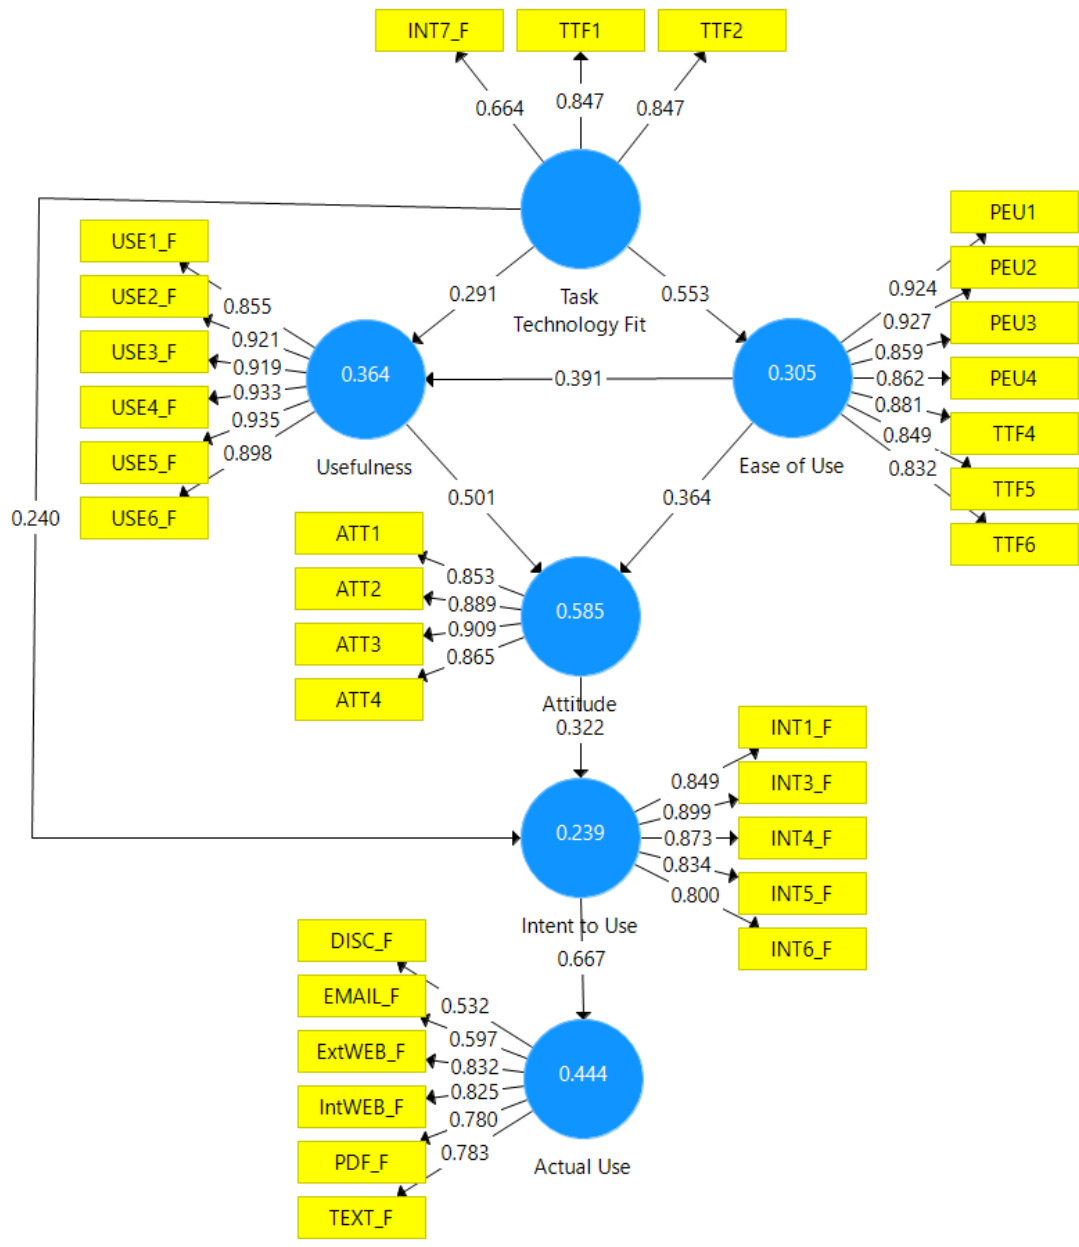 INT7_F
TTF1
TTF2
0.664
0.847
0.847
Task
Technology Fit
0.291
0.553
0.240
USE1_F
USE2_F
USE3_F
USE4_F
USE5_F
USE6_F
0.855
0.921
0.919
0.933
0.935
0.898
0.364
Usefulness
0.391
0.305
Ease of Use
PEU1
PEU2
PEU3
PEU4
TTF4
TTF5
TTF6
0.924
0.927
0.859
0.862
0.881
0.849
0.832
0.501
0.364
ATT1
ATT2
ATT3
ATT4
0.853
0.889
0.909
0.865
0.585
Attitude
0.322
INT1_F
INT3_F
INT4_F
INT5_F
INT6_F
0.849
0.899
0.873
0.834
0.800
0.239
Intent to Use
0.667
DISC_F
EMAIL_F
ExtWEB_F
IntWEB_F
PDF_F
TEXT_F
0.532
0.597
0.832
0.825
0.780
0.783
0.444
Actual Use